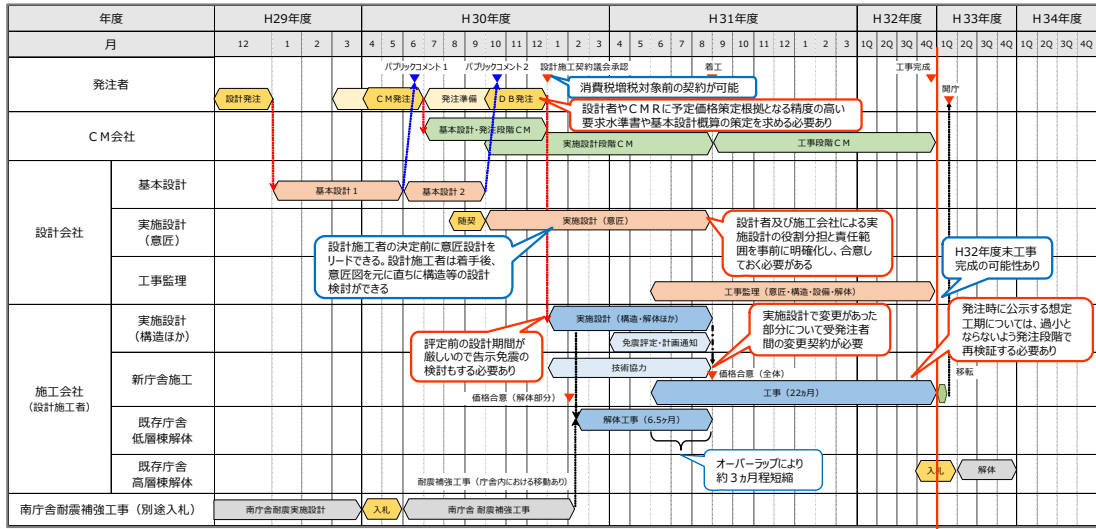 年度 H29年度 H30年度 H31年度 H32年度 H33年度 H34年度
月 12 1 2 3 4 5 6 7 8 9 10 11 12 1 2 3 4 5 6 7 8 9 10 11 12 1 2 3 1Q 2Q 3Q 4Q 1Q 2Q 3Q 4Q 1Q 2Q 3Q 4Q
発注者
パブリックコメント1 パブリックコメント2 設計施工契約議会承認 着工 工事完成
開庁
消費税増税対象前の契約が可能
設計発注 CM発注 発注準備 DB発注
設計者やCMRに予定価格策定根拠となる精度の高い
要求水準書や基本設計概算の策定を求める必要あり
CM会社
基本設計・発注段階CM
実施設計段階CM 工事段階CM
設計会社
基本設計
基本設計1 基本設計2
実施設計
(意匠)
随契 実施設計(意匠)
設計者及び施工会社による実
施設計の役割分担と責任範
囲を事前に明確化し、合意し
ておく必要がある
設計施工者の決定前に意匠設計を
リードできる。設計施工者は着手後、
意匠図を元に直ちに構造等の設計
検討ができる
H32年度末工事
完成の可能性あり
工事監理
工事監理(意匠・構造・設備・解体)
施工会社
(設計施工者)
実施設計
(構造ほか)
実施設計(構造・解体ほか)
免震評定・計画通知
評定前の設計期間が
厳しいので告示免震の
検討もする必要あり
実施設計で変更があった
部分について受発注者
間の変更契約が必要
発注時に公示する想定
工期については、過小と
ならないよう発注段階で
再検証する必要あり
新庁舎施工
技術協力
価格合意(全体)
移転
価格合意(解体部分)
工事(22ヵ月)
既存庁舎
低層棟解体
解体工事(6.5ヶ月)
オーバーラップにより
約3ヵ月程短縮
既存庁舎
高層棟解体
入札 解体
耐震補強工事(庁舎内における移動あり)
南庁舎耐震補強工事(別途入札)
南庁舎耐震実施設計 入札 南庁舎 耐震補強工事